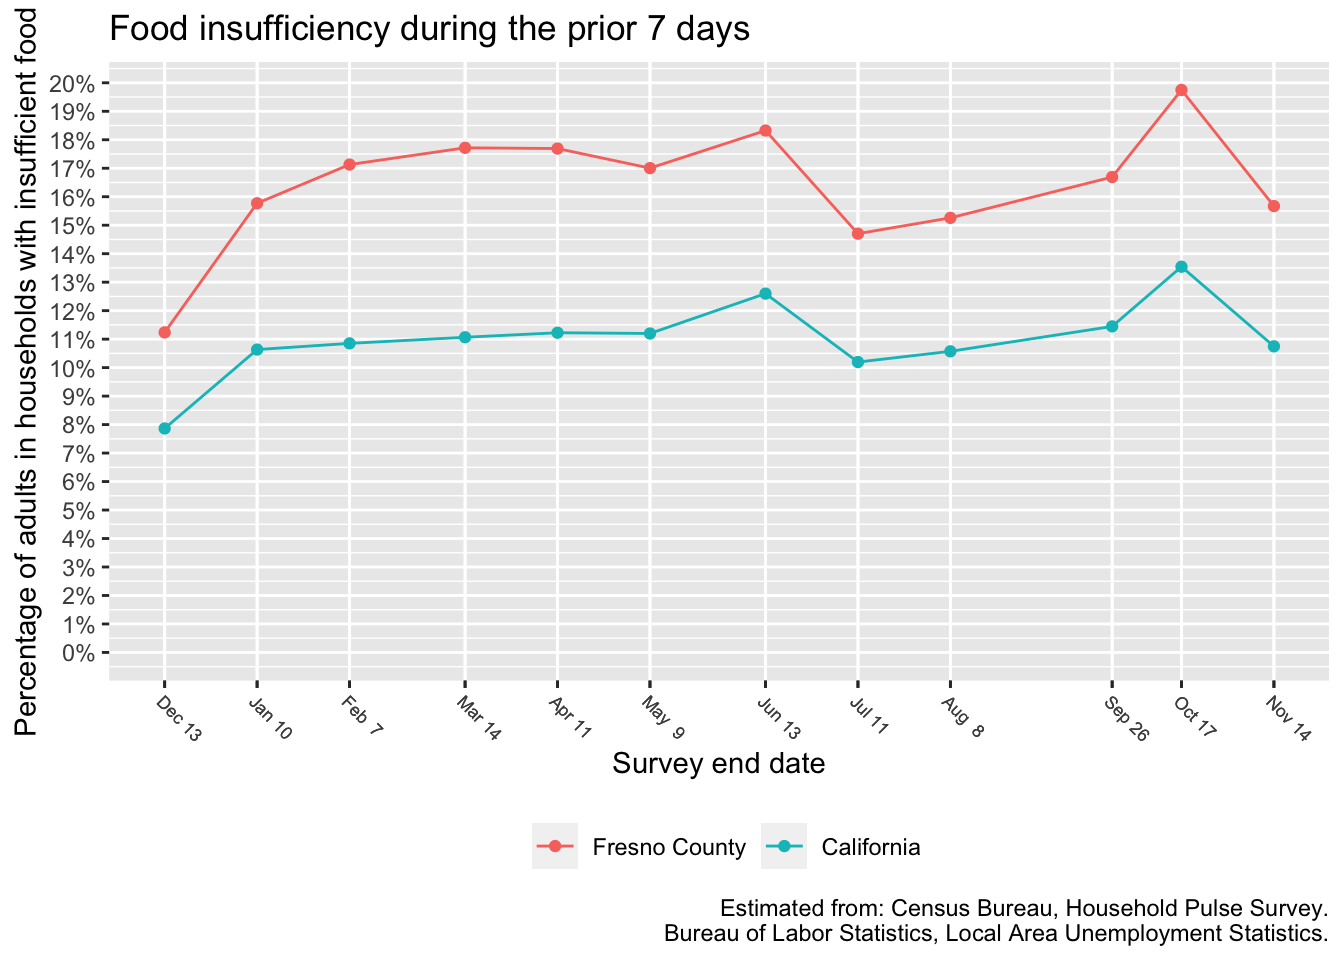 Food insufficiency during the prior 7 days
Percentage of adults in households with insufficient food
20%
19%
18%
17%
16%
15%
14%
13%
12%
11%
10%
9%
8%
7%
6%
5%
4%
3%
2%
1%
0%
Dec 13
Jan 10
Feb 7
Mar 14
Apr 11
May 9
Jun 13
Jul 11
Aug 8
Sep 26
Oct 17
Nov 14
Survey end date
Fresno County
California
Estimated from: Census Bureau, Household Pulse Survey.
Bureau of Labor Statistics, Local Area Unemployment Statistics.